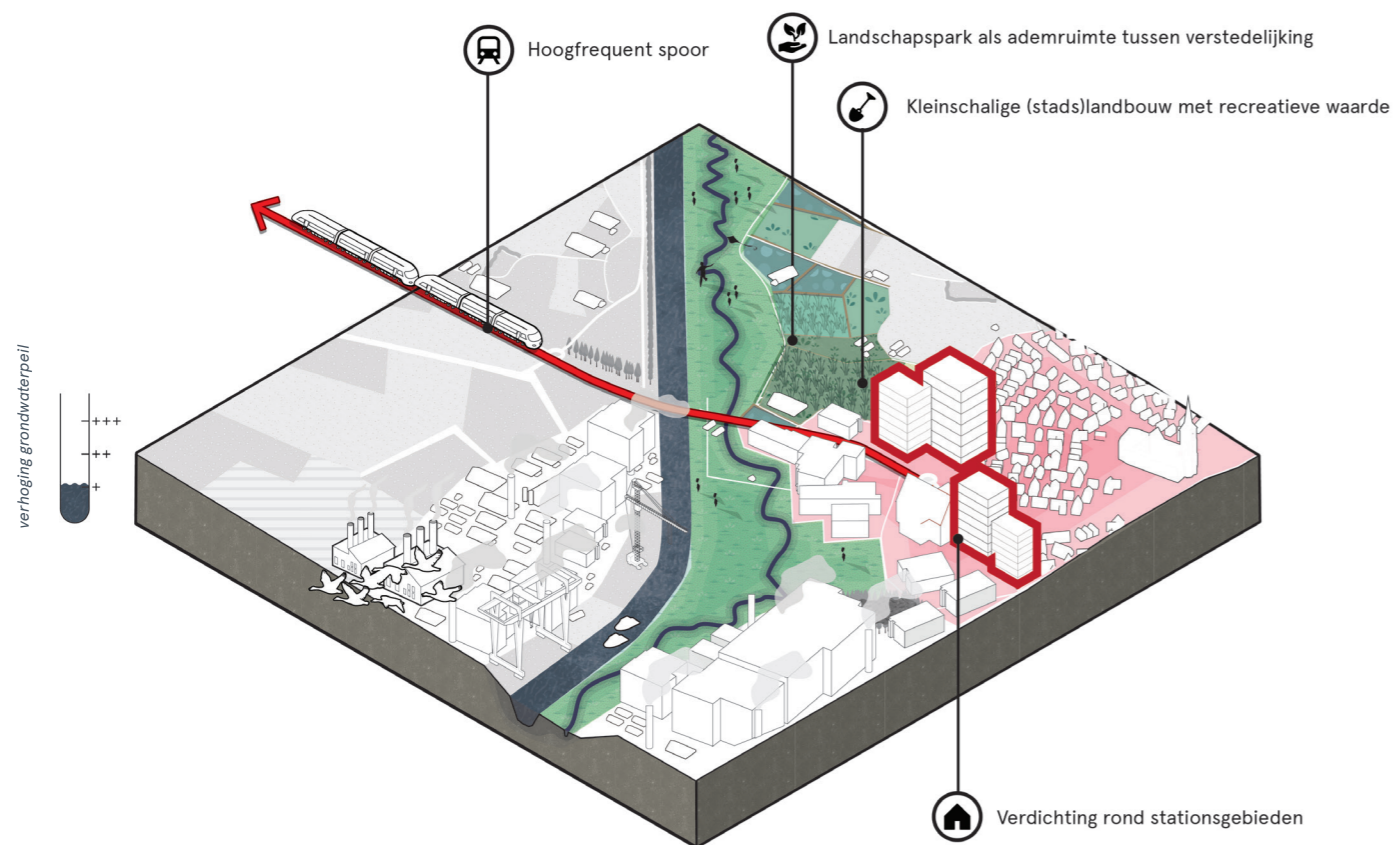 Hoogfrequent spoor
Landschapspark als ademruimte tussen verstedelijking
Kleinschalige (stads)landbouw met recreatieve waarde
verhoging grondwaterpeil
+++
++
+
Verdichting rond stationsgebieden